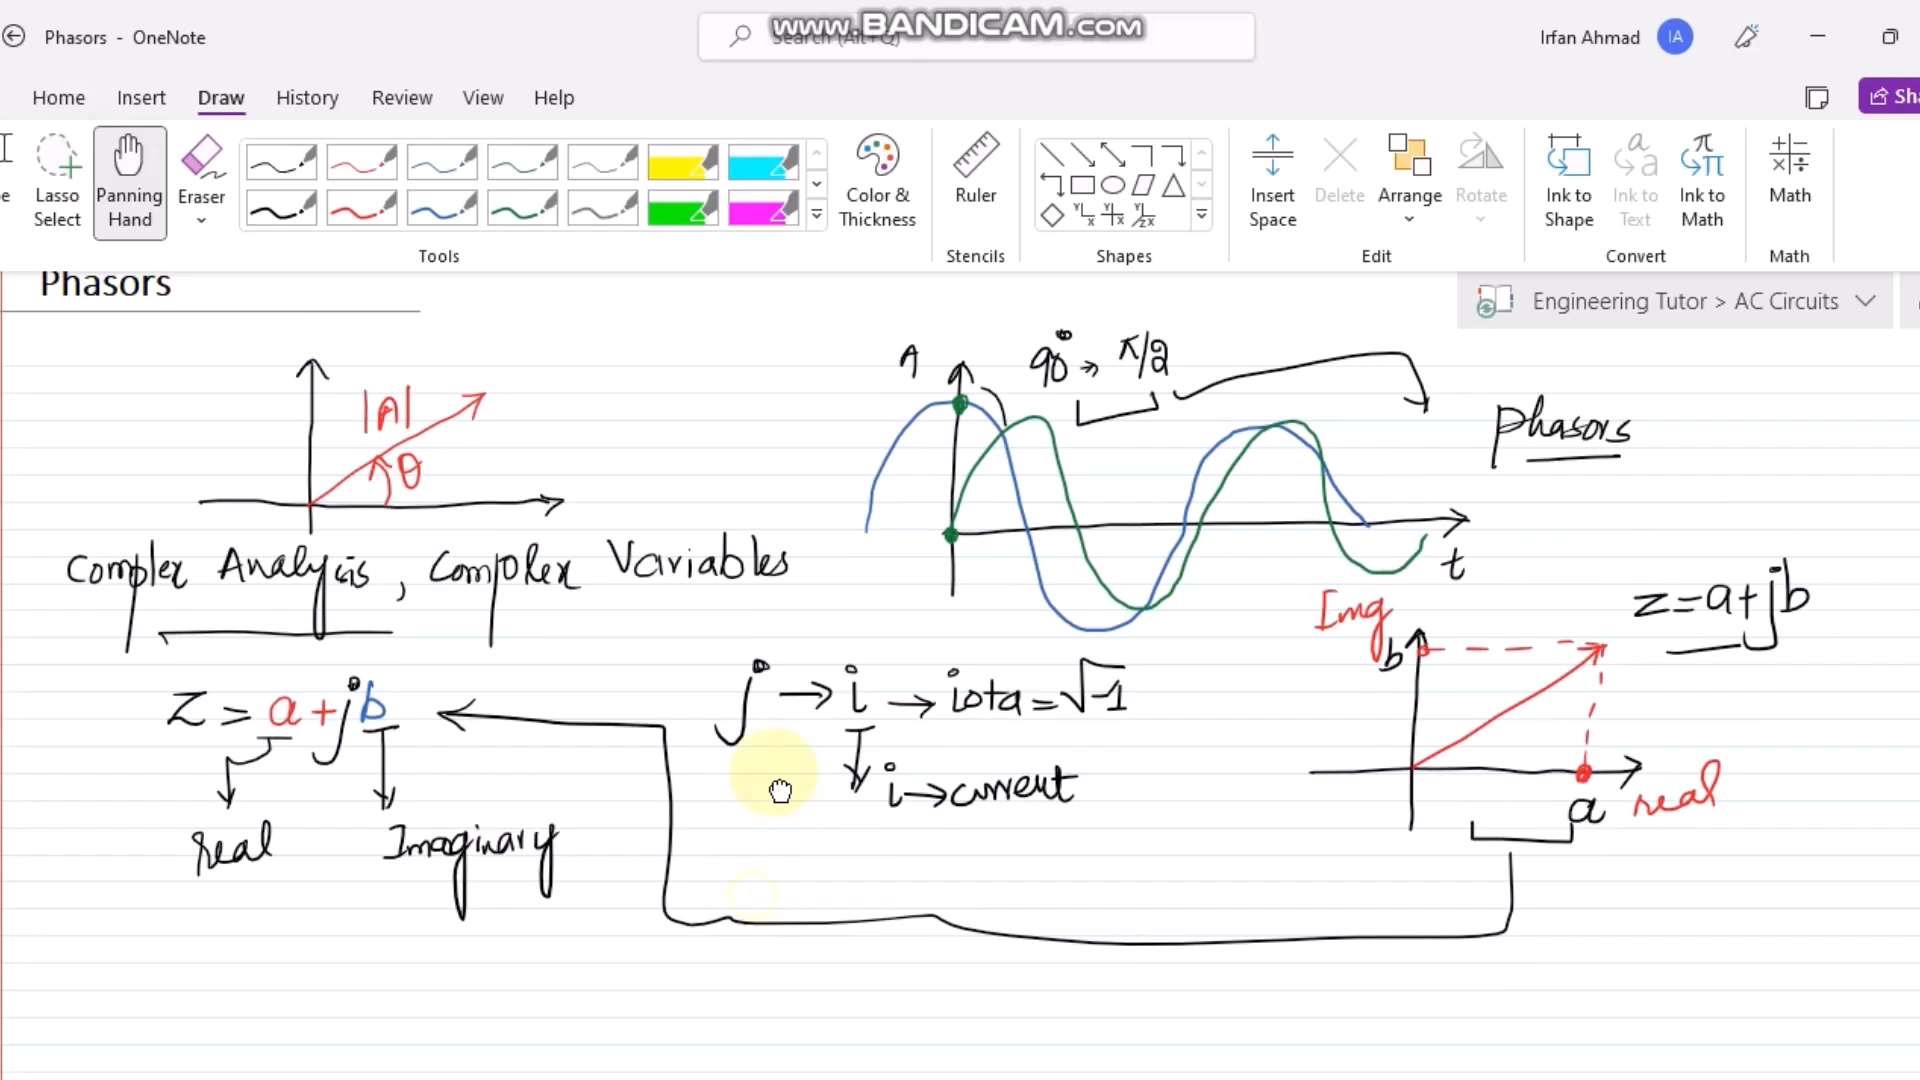 www.BANDICAM.com
Phasors - OneNote
Search (Alt+Q)
Irfan Ahmad
IA
Home Insert Draw History Review View Help
Sha
Lasso Select
Panning Hand
Eraser
Color & Thickness
Ruler
Insert Space
Delete
Arrange
Rotate
Ink to Shape
Ink to Text
Ink to Math
Math
Tools
Stencils
Shapes
Edit
Convert
Math
Phasors
Engineering Tutor > AC Circuits
|A|
θ
A
90° → π/2
Phasors
t
Complex Analysis, Complex Variables
Img
b
z=a+jb
Z = a+jb
j → i → iota = √-1
i → current
a real
real
Imaginary